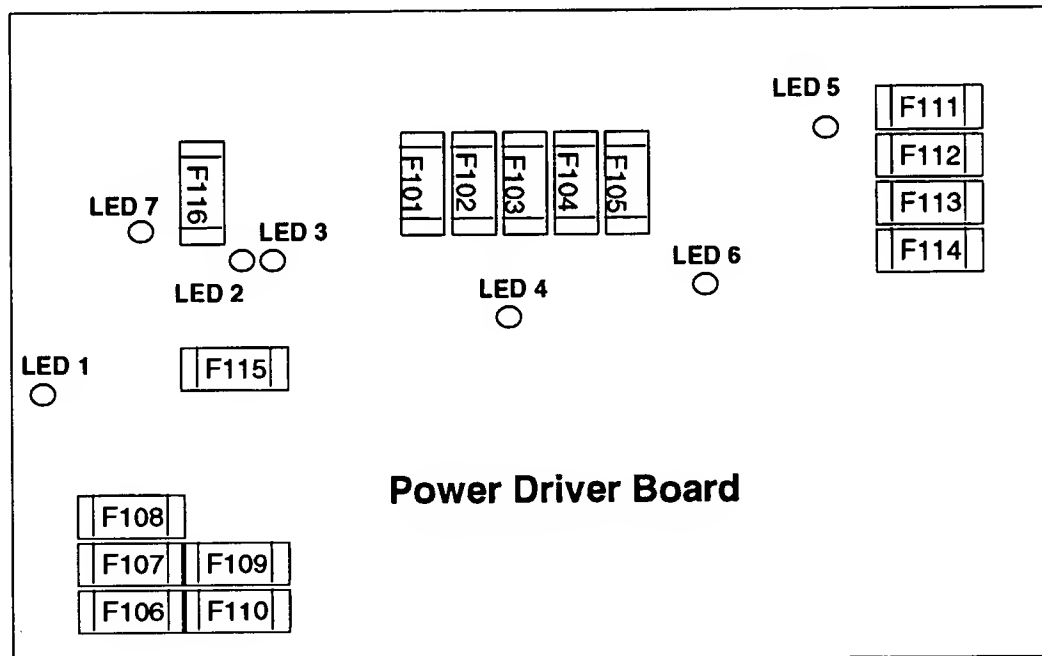 LED 5
F111
F112
F113
F114
F116
F101
F102
F103
F104
F105
LED 7
LED 3
LED 2
LED 4
LED 6
LED 1
F115
Power Driver Board
F108
F107
F109
F106
F110